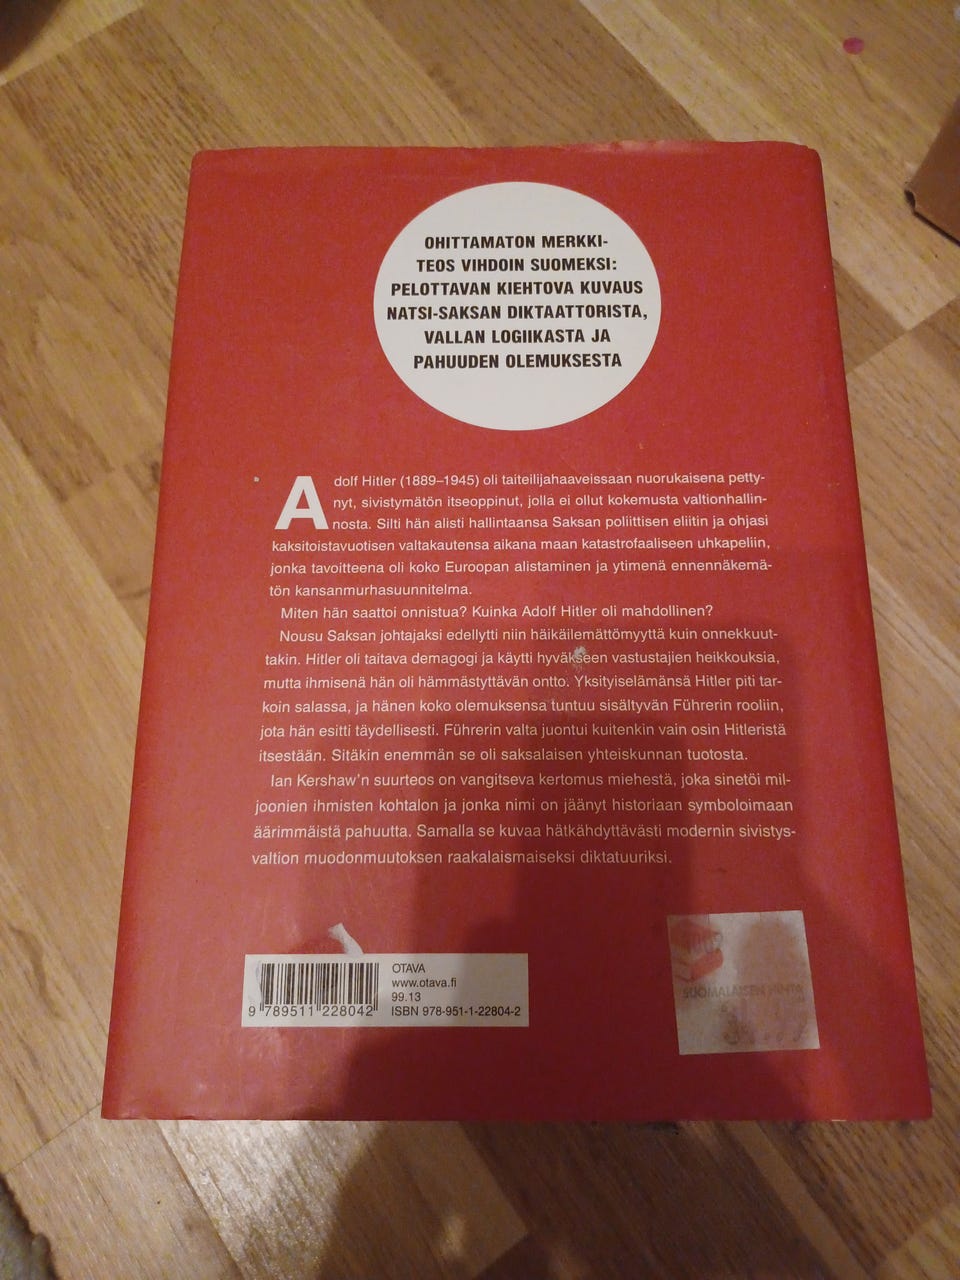 OHITTAMATON MERKKI-
TEOS VIHDOIN SUOMEKSI:
PELOTTAVAN KIEHTOVA KUVAUS
NATSI-SAKSAN DIKTAATTORISTA,
VALLAN LOGIIKASTA JA
PAHUUDEN OLEMUKSESTA
Adolf Hitler (1889–1945) oli taiteilijahaaveissaan nuorukaisena petty-
nyt, sivistymätön itseoppinut, jolla ei ollut kokemusta valtionhallin-
nosta. Silti hän alisti hallintaansa Saksan poliittisen eliitin ja ohjasi
kaksitoistavuotisen valtakautensa aikana maan katastrofaaliseen uhkapeliin,
jonka tavoitteena oli koko Euroopan alistaminen ja ytimenä ennennäkemä-
tön kansanmurhasuunnitelma.
Miten hän saattoi onnistua? Kuinka Adolf Hitler oli mahdollinen?
Nousu Saksan johtajaksi edellytti niin häikäilemättömyyttä kuin onnekkuut-
takin. Hitler oli taitava demagogi ja käytti hyväkseen vastustajien heikkouksia,
mutta ihmisenä hän oli hämmästyttävän ontto. Yksityiselämänsä Hitler piti tar-
koin salassa, ja hänen koko olemuksensa tuntuu sisältyvän Führerin rooliin,
jota hän esitti täydellisesti. Führerin valta juontui kuitenkin vain osin Hitleristä
itsestään. Sitäkin enemmän se oli saksalaisen yhteiskunnan tuotosta.
Ian Kershaw'n suurteos on vangitseva kertomus miehestä, joka sinetöi mil-
joonien ihmisten kohtalon ja jonka nimi on jäänyt historiaan symboloimaan
äärimmäistä pahuutta. Samalla se kuvaa hätkähdyttävästi modernin sivistys-
valtion muodonmuutoksen raakalaismaiseksi diktatuuriksi.
OTAVA
www.otava.fi
99.13
ISBN 978-951-1-22804-2
9 789511 228042
SUOMALAISEN HINTA